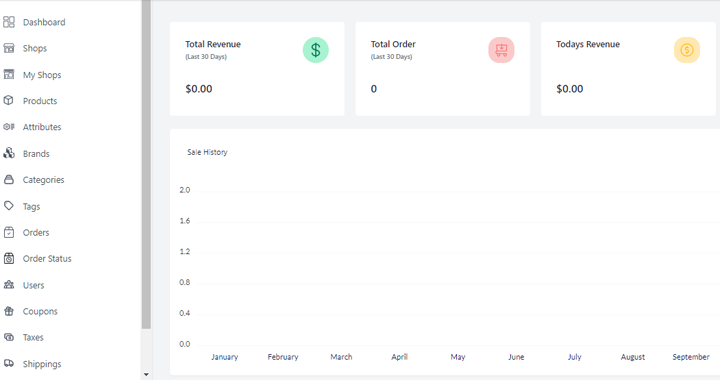 Dashboard
Shops
My Shops
Products
Attributes
Brands
Categories
Tags
Orders
Order Status
Users
Coupons
Taxes
Shippings
Total Revenue
(Last 30 Days)
$0.00
Total Order
(Last 30 Days)
0
Todays Revenue
$0.00
Sale History
2.0
1.6
1.2
0.8
0.4
0.0
January February March April May June July August September